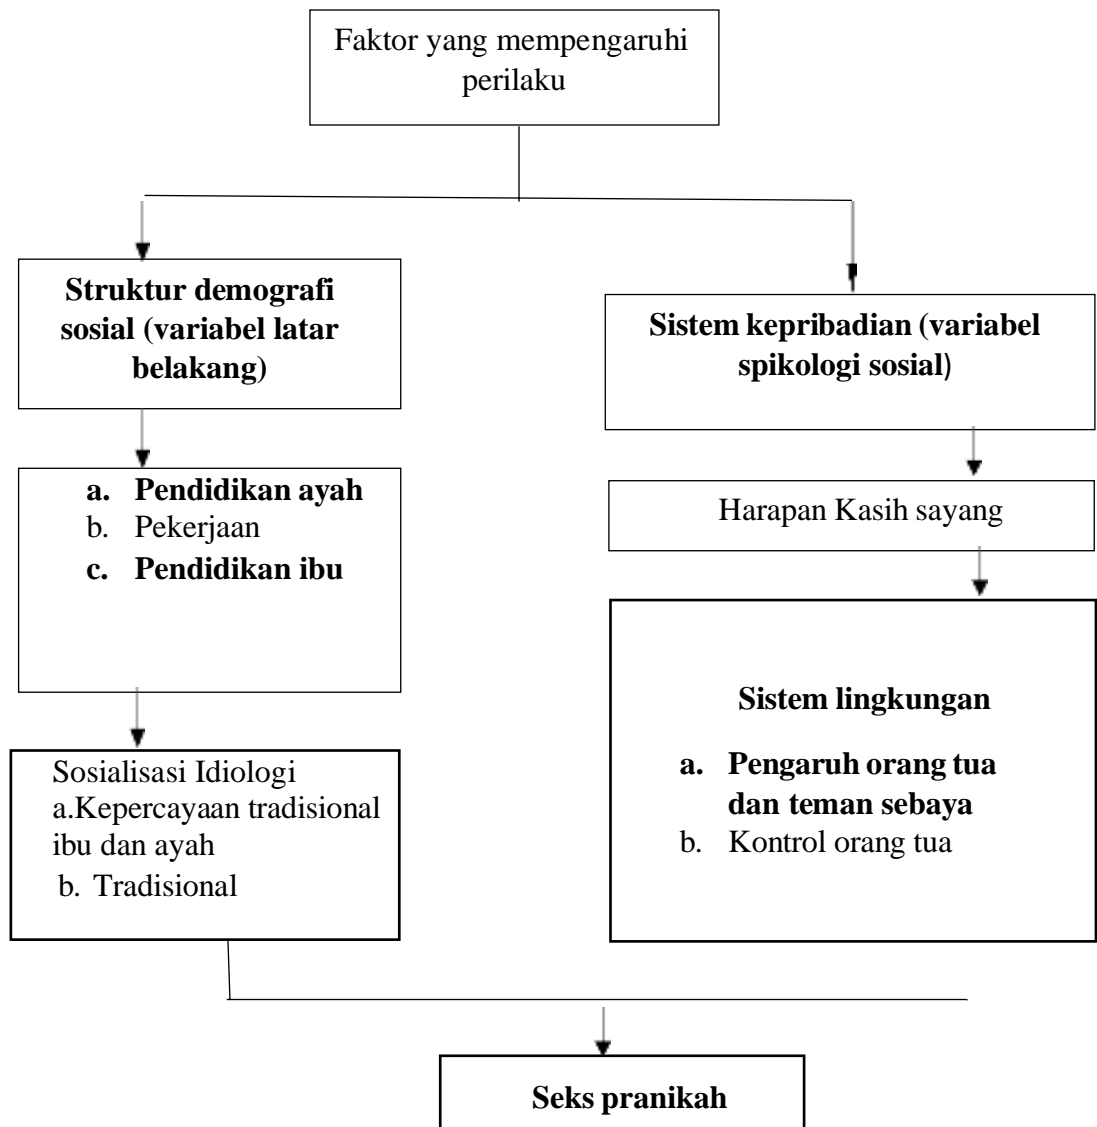 Faktor yang mempengaruhi
perilaku
Struktur demografi
sosial (variabel latar
belakang)
a. Pendidikan ayah
b. Pekerjaan
c. Pendidikan ibu
Sosialisasi Idiologi
a.Kepercayaan tradisional
ibu dan ayah
b. Tradisional
Sistem kepribadian (variabel
spikologi sosial)
Harapan Kasih sayang
Sistem lingkungan
a. Pengaruh orang tua
dan teman sebaya
b. Kontrol orang tua
Seks pranikah